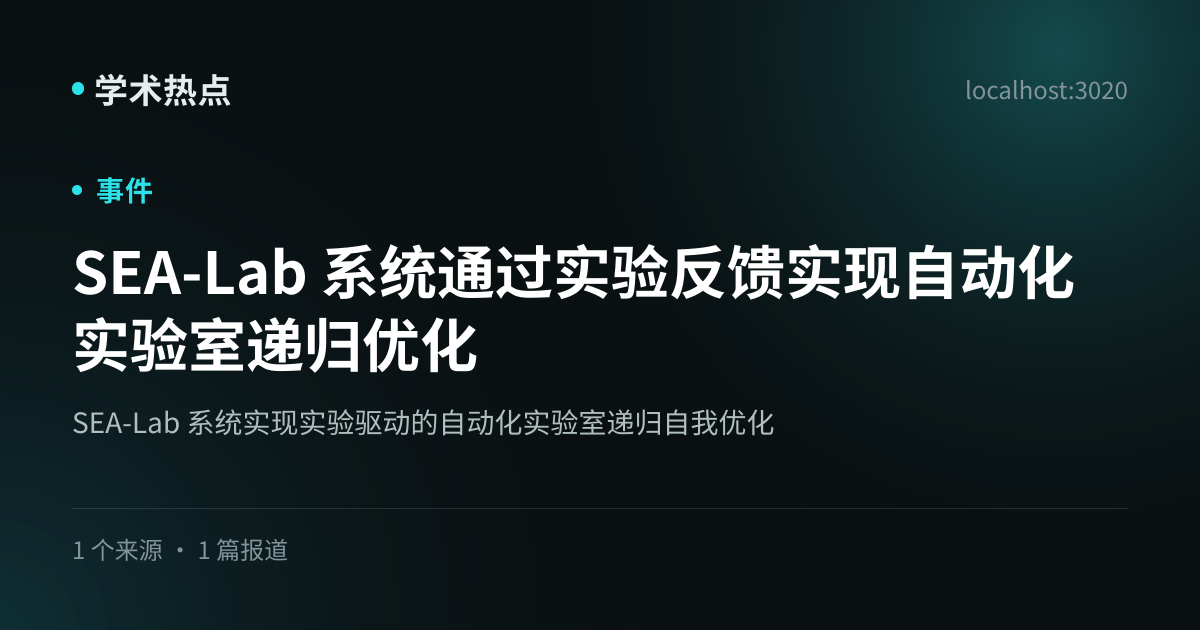 学术热点
localhost:3020
事件
SEA-Lab 系统通过实验反馈实现自动化
实验室递归优化
SEA-Lab 系统实现实验驱动的自动化实验室递归自我优化
1 个来源 · 1 篇报道